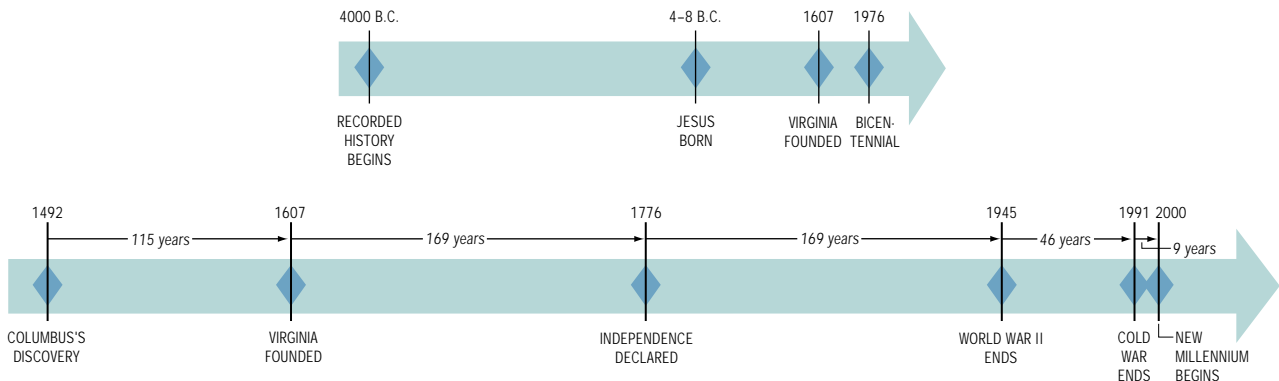 4000 B.C. 4–8 B.C. 1607 1976
RECORDED
HISTORY
BEGINS
JESUS
BORN
VIRGINIA
FOUNDED
BICEN-
TENNIAL
1492 1607 1776 1945 1991 2000
115 years 169 years 169 years 46 years 9 years
COLUMBUS'S
DISCOVERY
VIRGINIA
FOUNDED
INDEPENDENCE
DECLARED
WORLD WAR II
ENDS
COLD
WAR
ENDS
NEW
MILLENNIUM
BEGINS